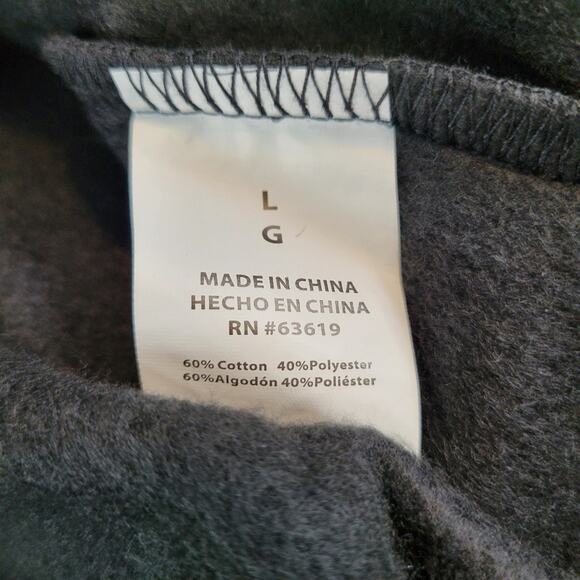 L
G
MADE IN CHINA
HECHO EN CHINA
RN #63619
60% Cotton 40%Polyester
60%Algodón 40%Poliéster